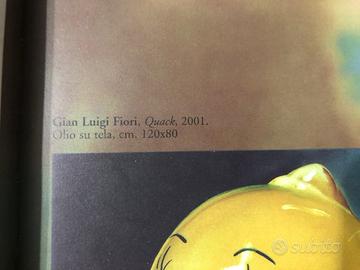 Gian Luigi Fiori, Quack, 2001.
Olio su tela, cm. 120x80
subito